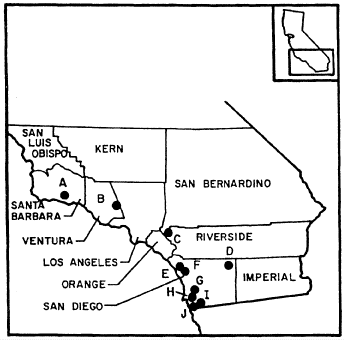 SAN
LUIS
OBISPO
KERN
SAN BERNARDINO
A
B
SANTA
BARBARA
VENTURA
C
RIVERSIDE
LOS ANGELES
D
E
F
IMPERIAL
ORANGE
G
H
I
SAN DIEGO
J